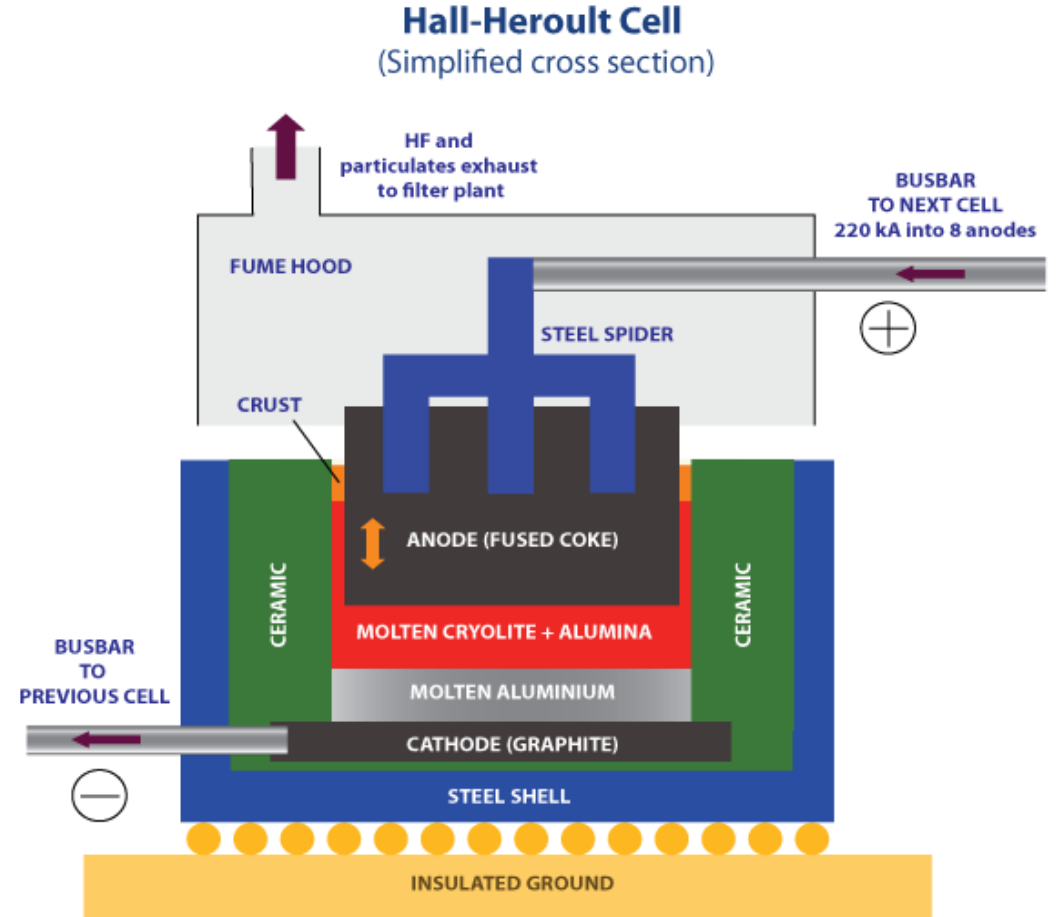 Hall-Heroult Cell
(Simplified cross section)
HF and
particulates exhaust
to filter plant
BUSBAR
TO NEXT CELL
220 kA into 8 anodes
FUME HOOD
STEEL SPIDER
CRUST
ANODE (FUSED COKE)
CERAMIC
CERAMIC
MOLTEN CRYOLITE + ALUMINA
BUSBAR
TO
PREVIOUS CELL
MOLTEN ALUMINIUM
CATHODE (GRAPHITE)
STEEL SHELL
INSULATED GROUND